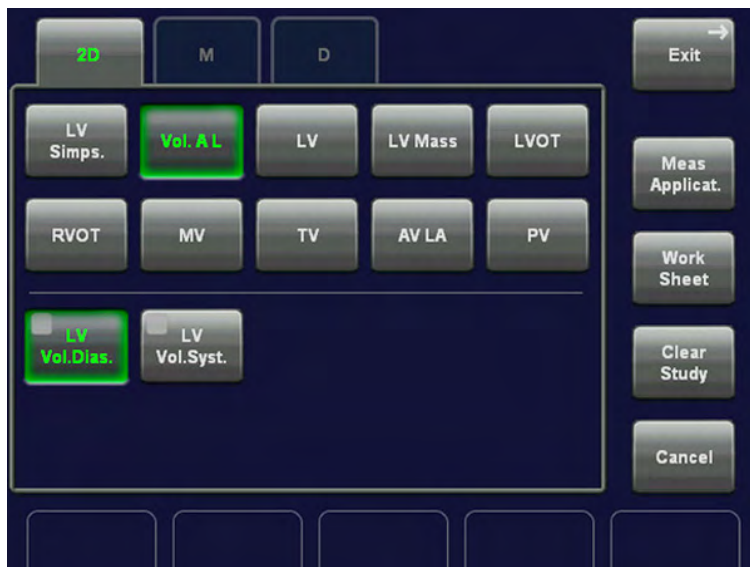 2D
M
D
Exit
LV
Simps.
Vol. A L
LV
LV Mass
LVOT
Meas
Applicat.
RVOT
MV
TV
AV LA
PV
Work
Sheet
LV
Vol.Dias.
LV
Vol.Syst.
Clear
Study
Cancel